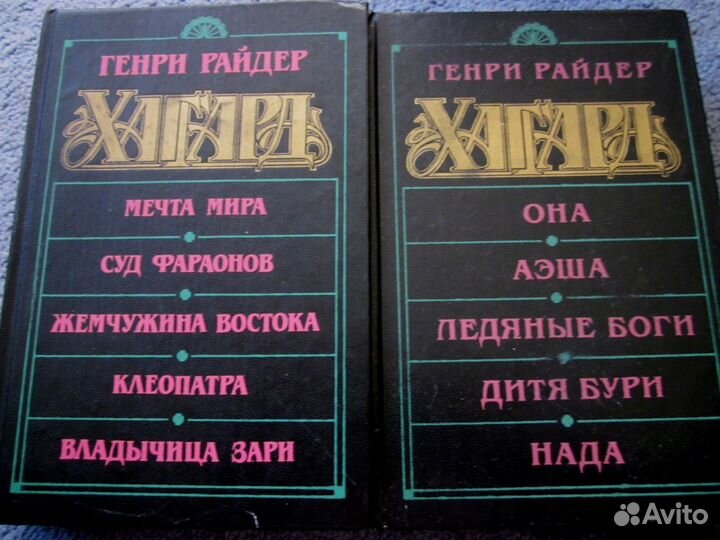 ГЕНРИ РАЙДЕР
ХАГГАРД
МЕЧТА МИРА
СУД ФАРАОНОВ
ЖЕМЧУЖИНА ВОСТОКА
КЛЕОПАТРА
ВЛАДЫЧИЦА ЗАРИ
ГЕНРИ РАЙДЕР
ХАГГАРД
ОНА
АЭША
ЛЕДЯНЫЕ БОГИ
ДИТЯ БУРИ
НАДА
Avito